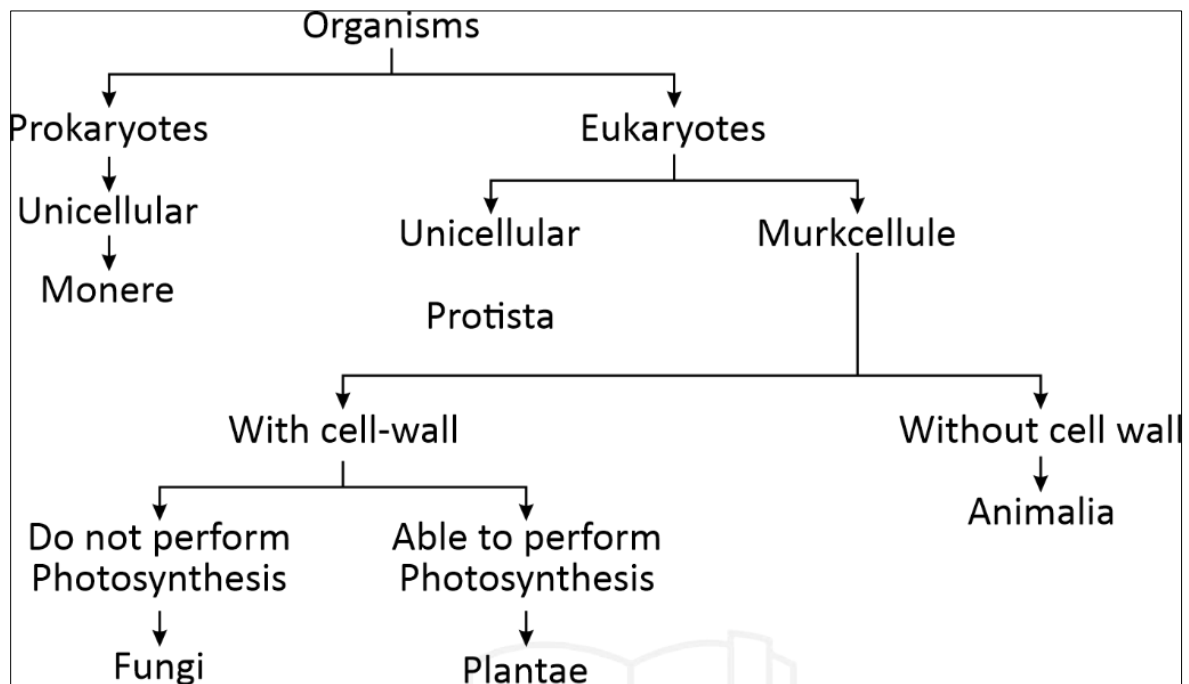 Organisms
Prokaryotes
Eukaryotes
Unicellular
Unicellular
Murkcellule
Monere
Protista
With cell-wall
Without cell wall
Animalia
Do not perform
Photosynthesis
Able to perform
Photosynthesis
Fungi
Plantae